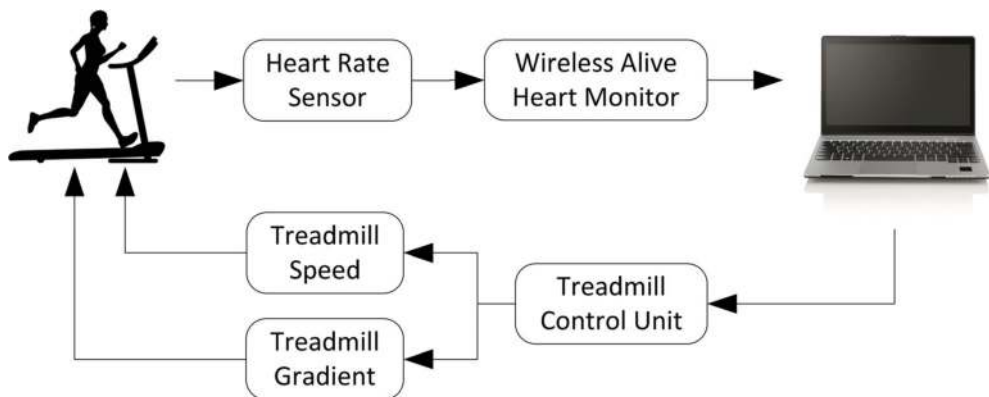 Heart Rate
Sensor
Wireless Alive
Heart Monitor
Treadmill
Speed
Treadmill
Control Unit
Treadmill
Gradient